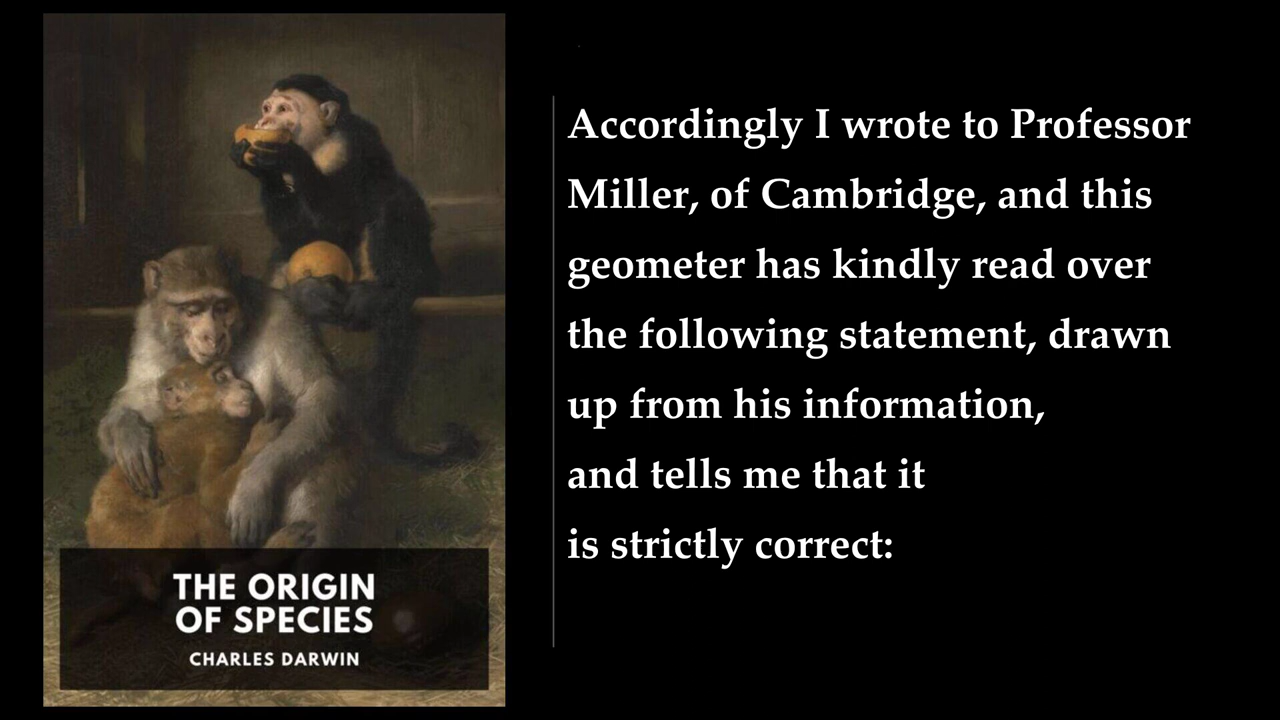 THE ORIGIN
OF SPECIES
CHARLES DARWIN
Accordingly I wrote to Professor
Miller, of Cambridge, and this
geometer has kindly read over
the following statement, drawn
up from his information,
and tells me that it
is strictly correct: